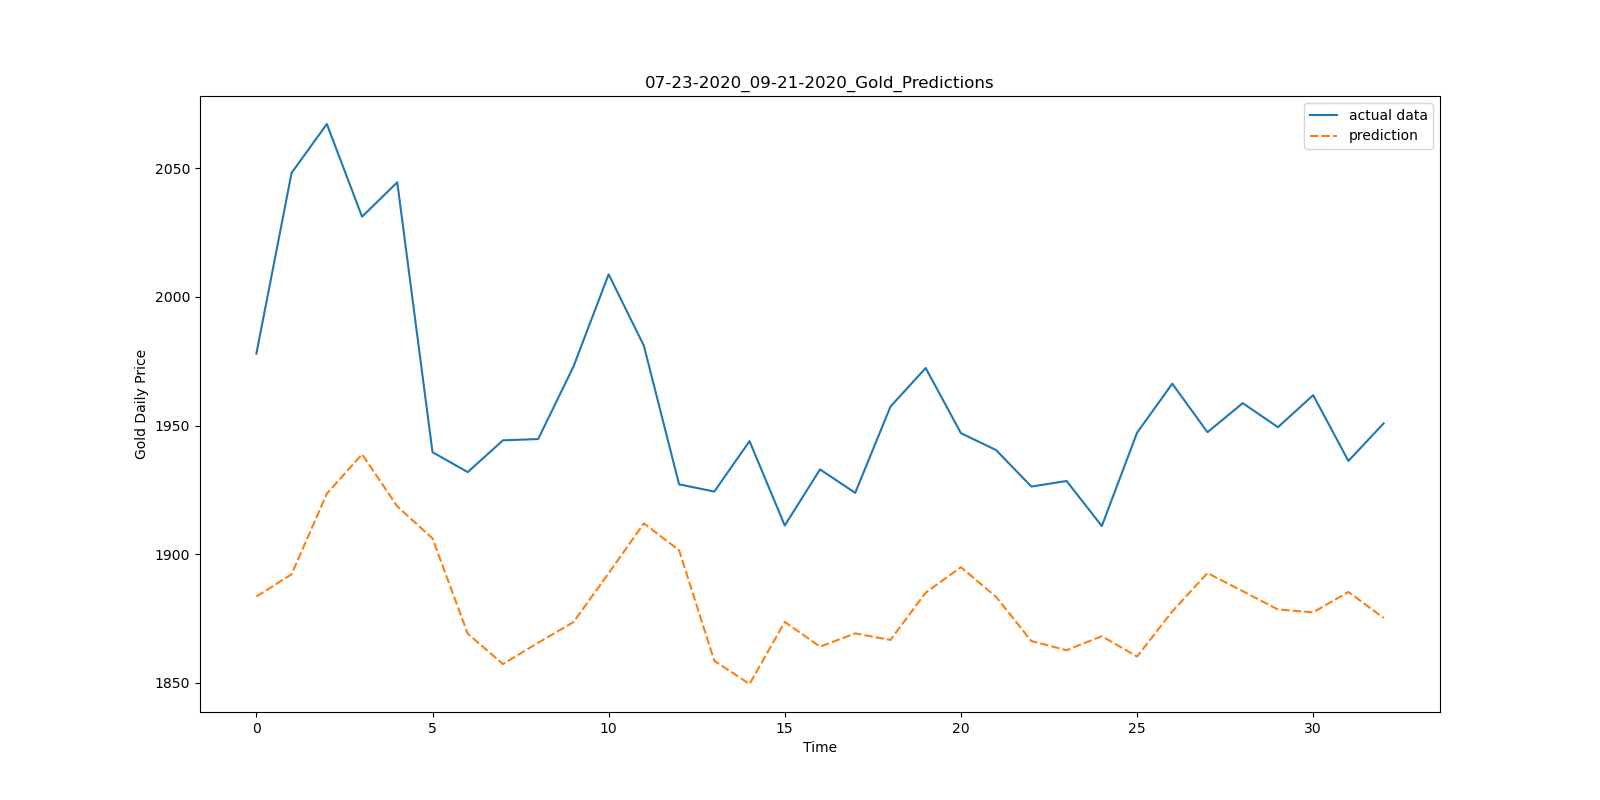 07-23-2020_09-21-2020_Gold_Predictions
actual data
prediction
2050
2000
1950
1900
1850
Gold Daily Price
0 5 10 15 20 25 30
Time